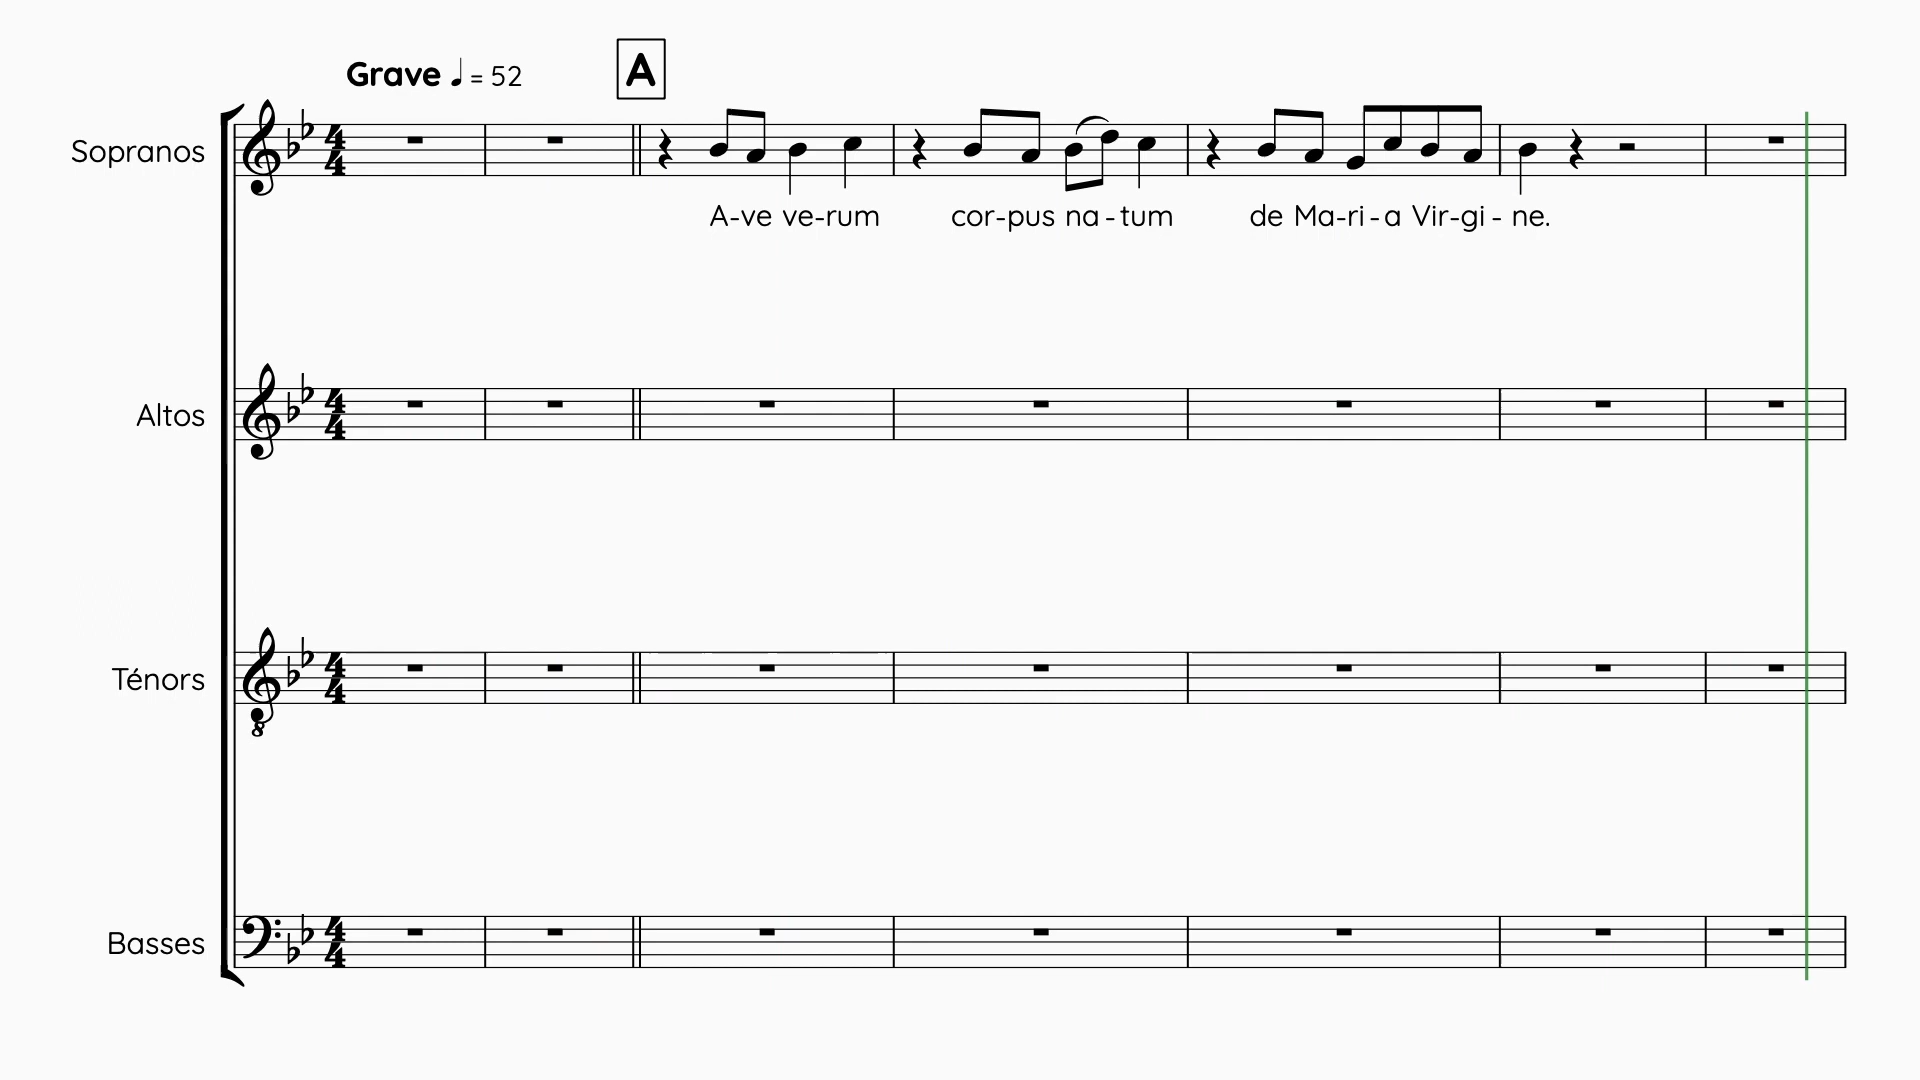 Grave ♩ = 52
A
Sopranos
A-ve ve-rum cor-pus na-tum de Ma-ri-a Vir-gi-ne.
Altos
Ténors
Basses